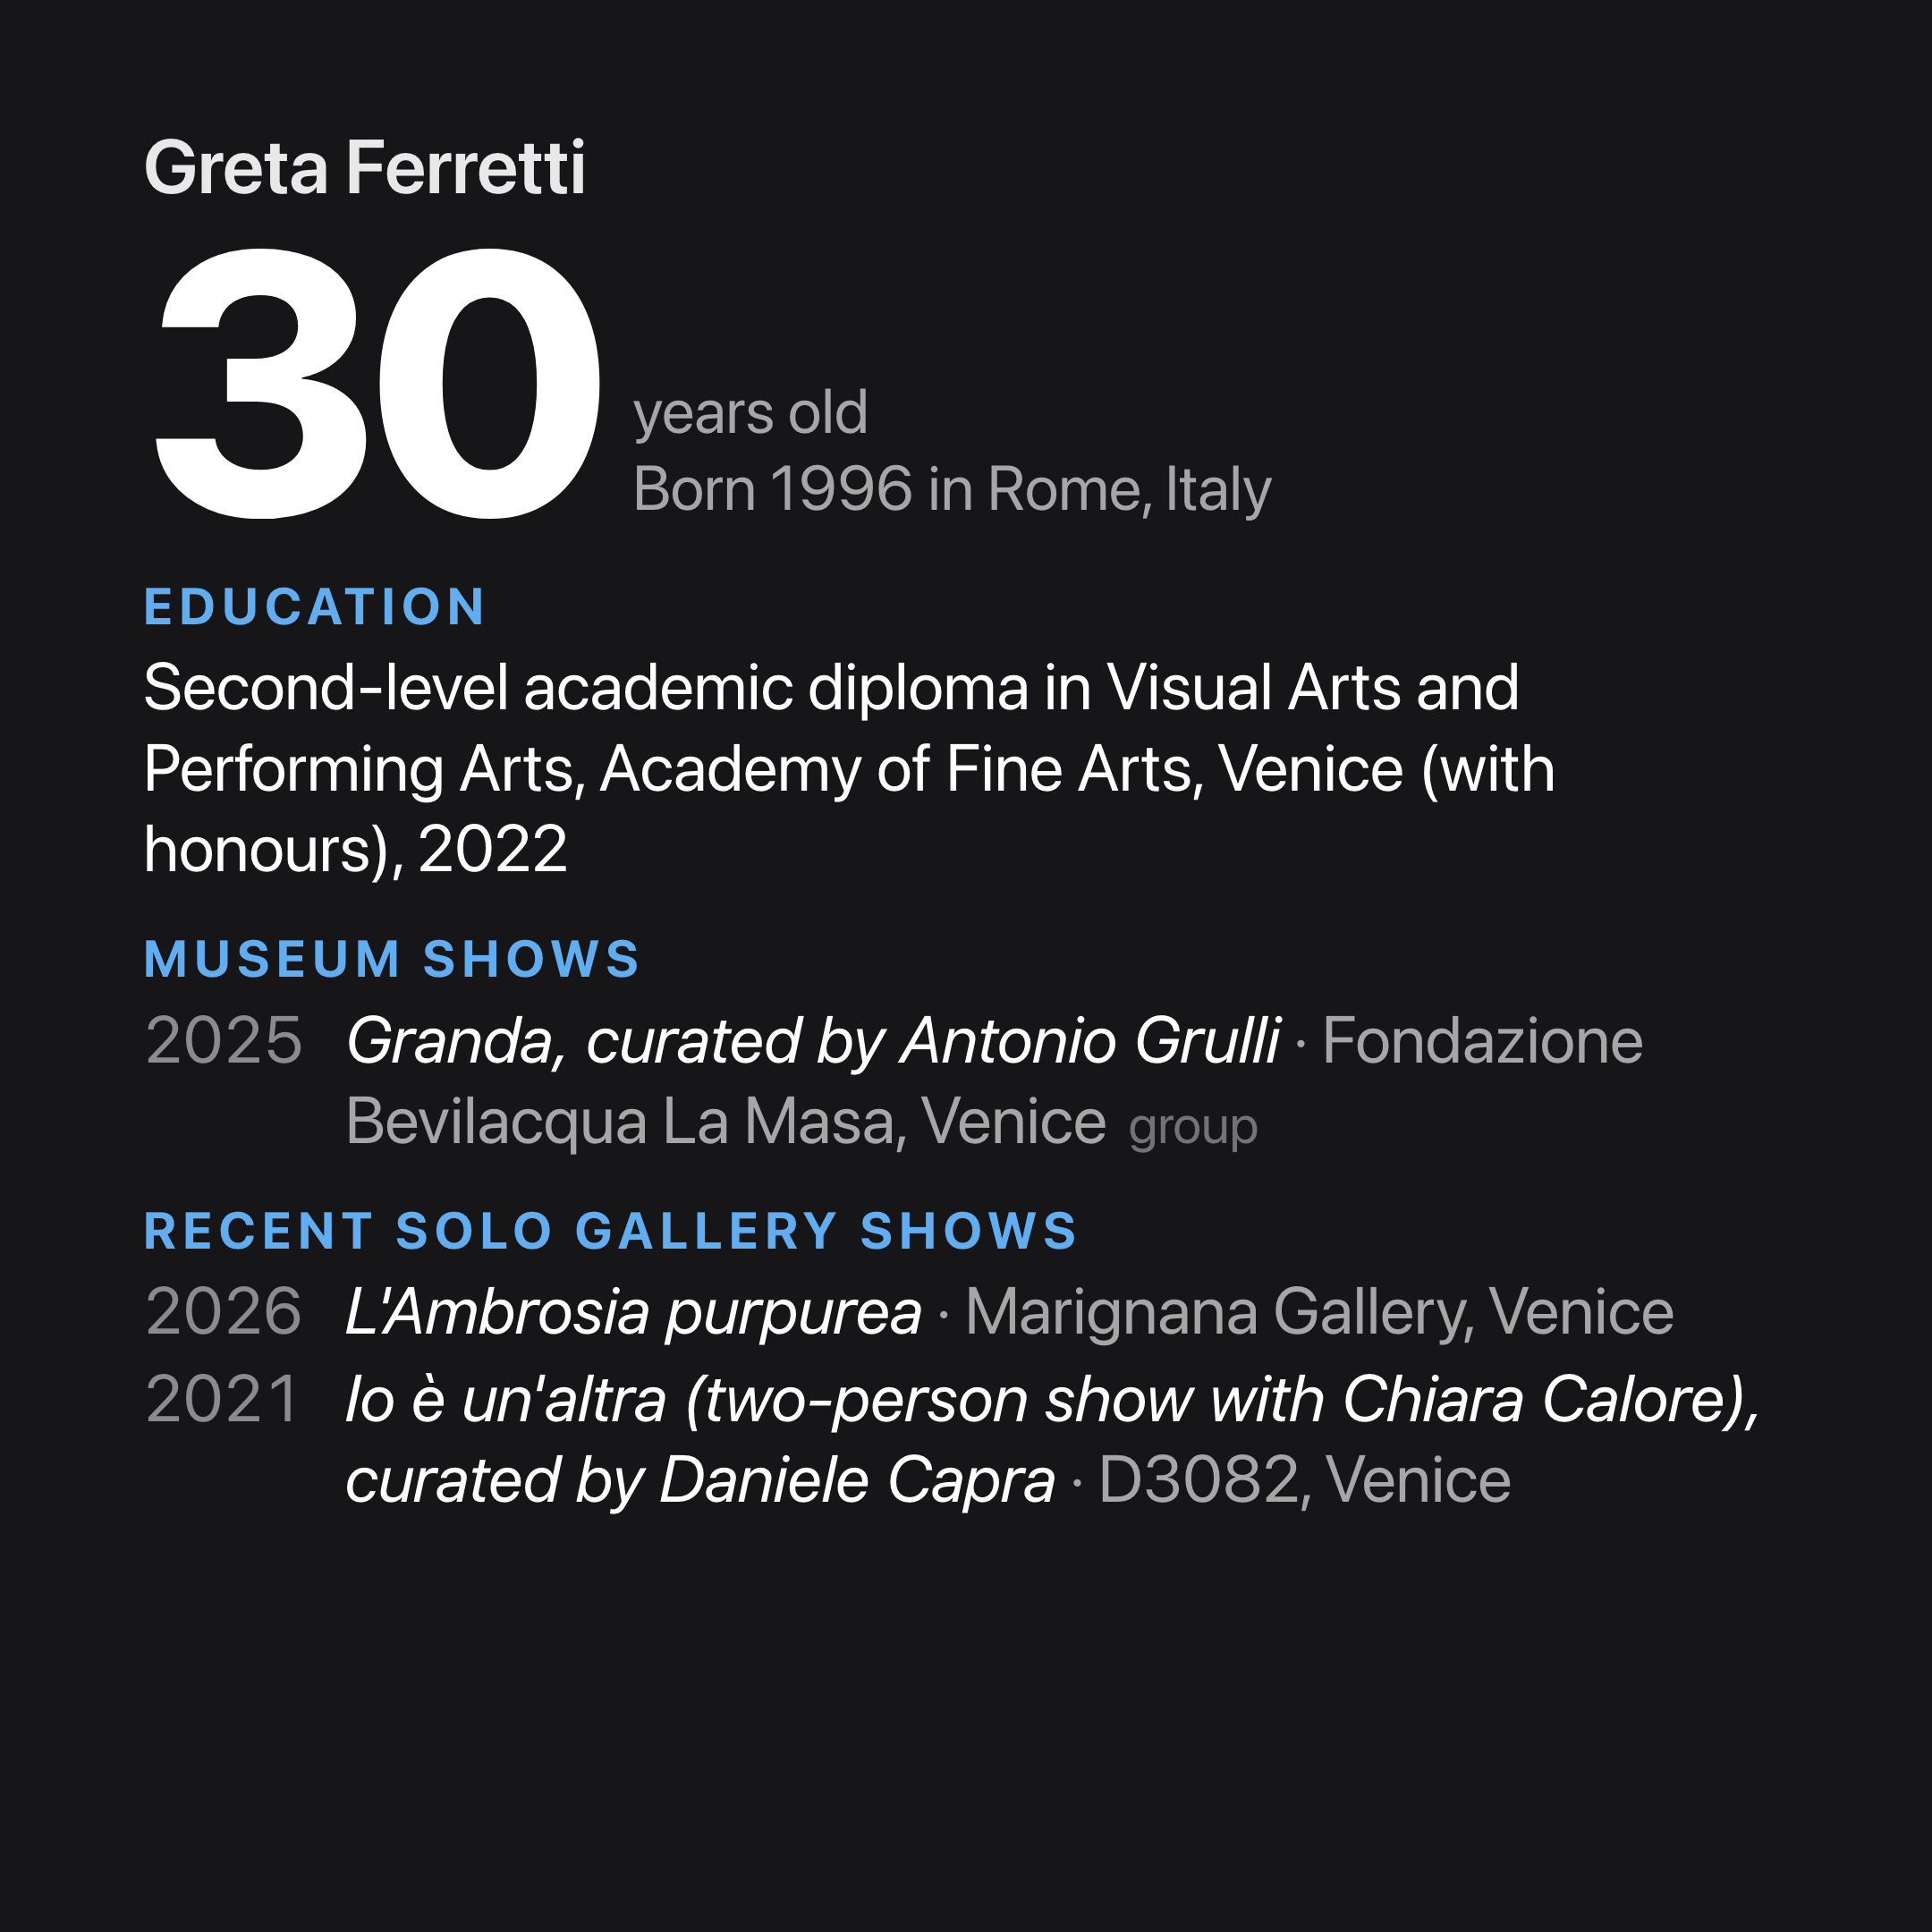 Greta Ferretti
30 years old
Born 1996 in Rome, Italy
EDUCATION
Second-level academic diploma in Visual Arts and
Performing Arts, Academy of Fine Arts, Venice (with
honours), 2022
MUSEUM SHOWS
2025 Granda, curated by Antonio Grulli · Fondazione
Bevilacqua La Masa, Venice group
RECENT SOLO GALLERY SHOWS
2026 L'Ambrosia purpurea · Marignana Gallery, Venice
2021 Io è un'altra (two-person show with Chiara Calore),
curated by Daniele Capra · D3082, Venice